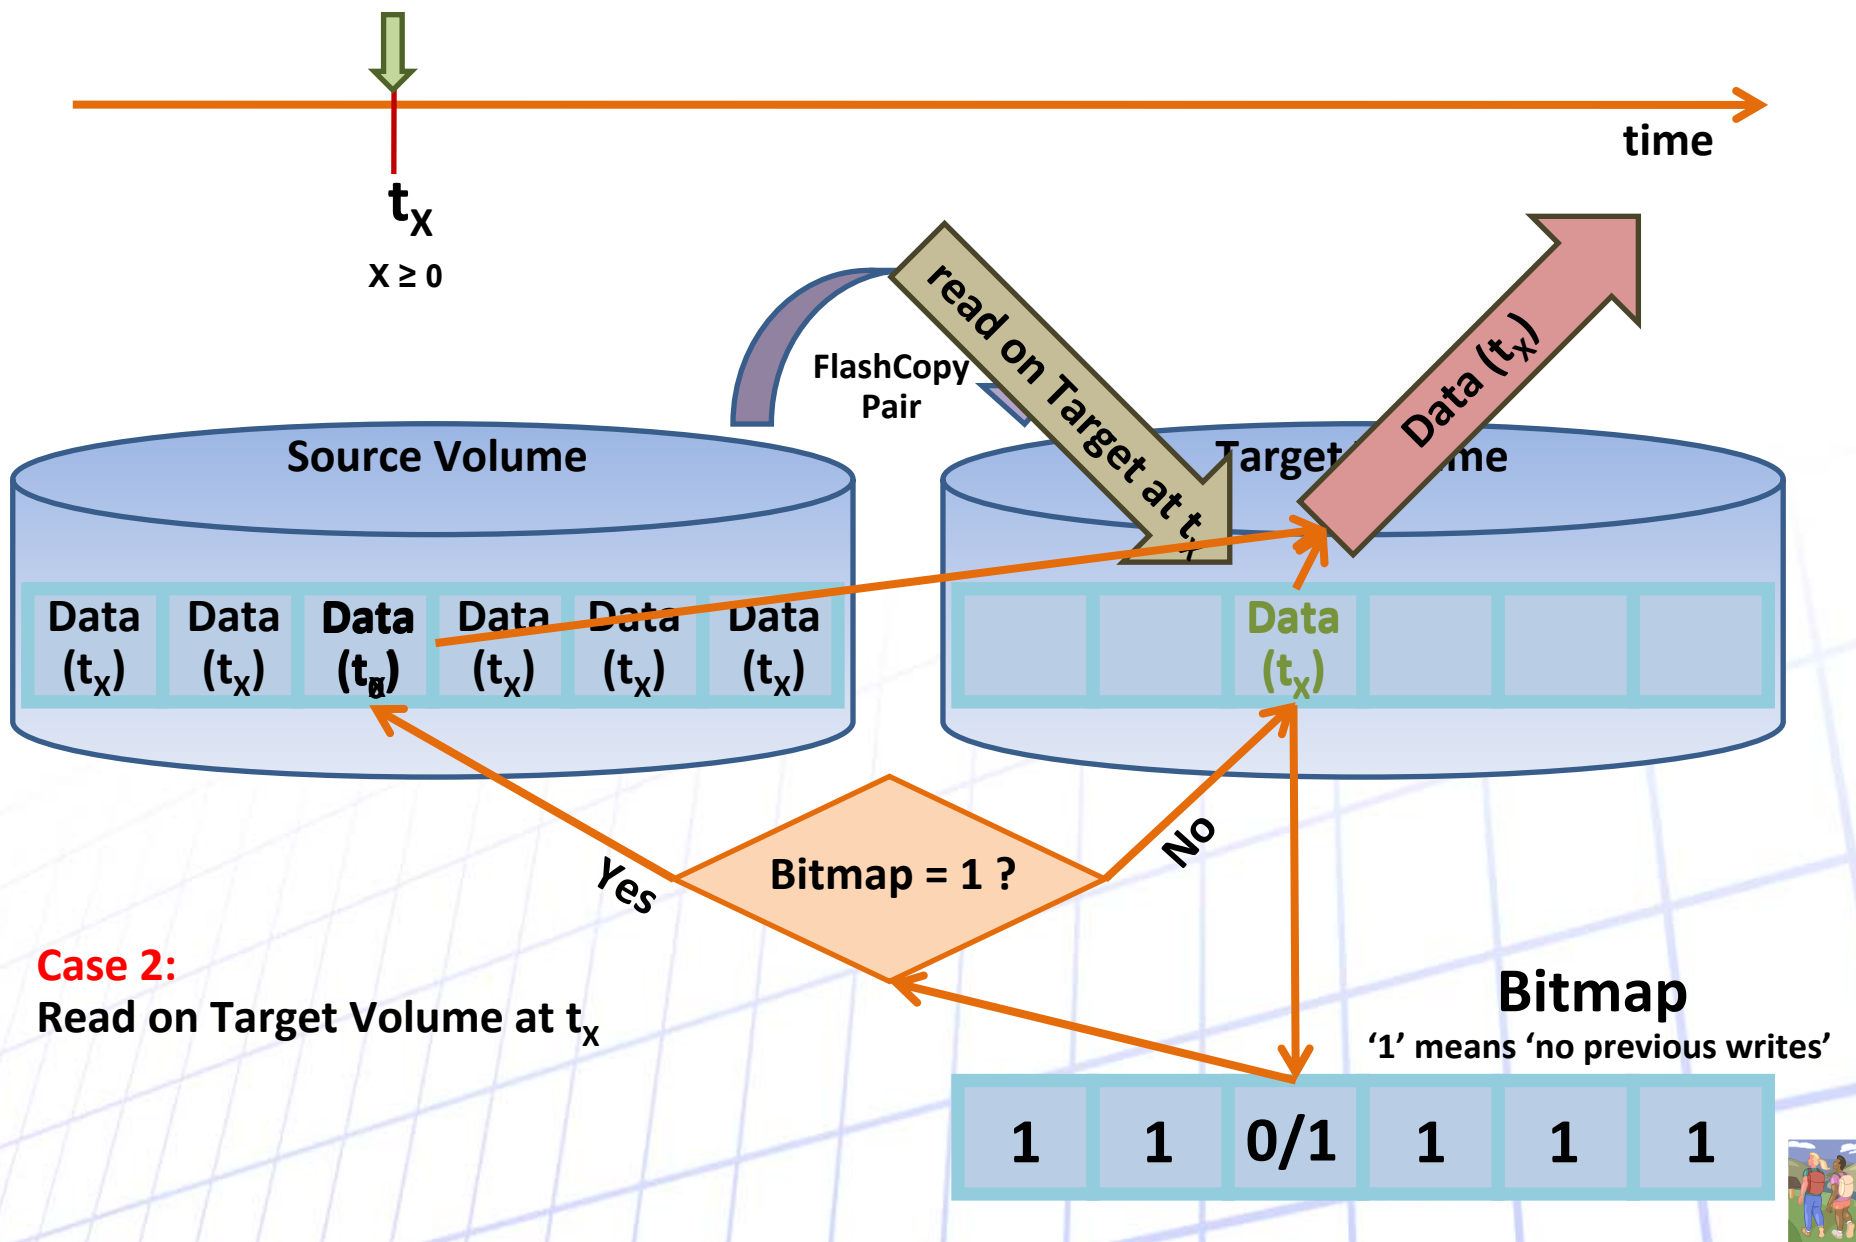 time
tX
X ≥ 0
read on Target at tX
Data (tX)
FlashCopy
Pair
Source Volume
Target
Data Data Data Data Data Data
(tX) (tX) (tX) (tX) (tX) (tX)
Data
(tX)
Bitmap = 1 ?
Yes
No
Case 2:
Read on Target Volume at tX
Bitmap
‘1’ means ‘no previous writes’
1 1 0/1 1 1 1